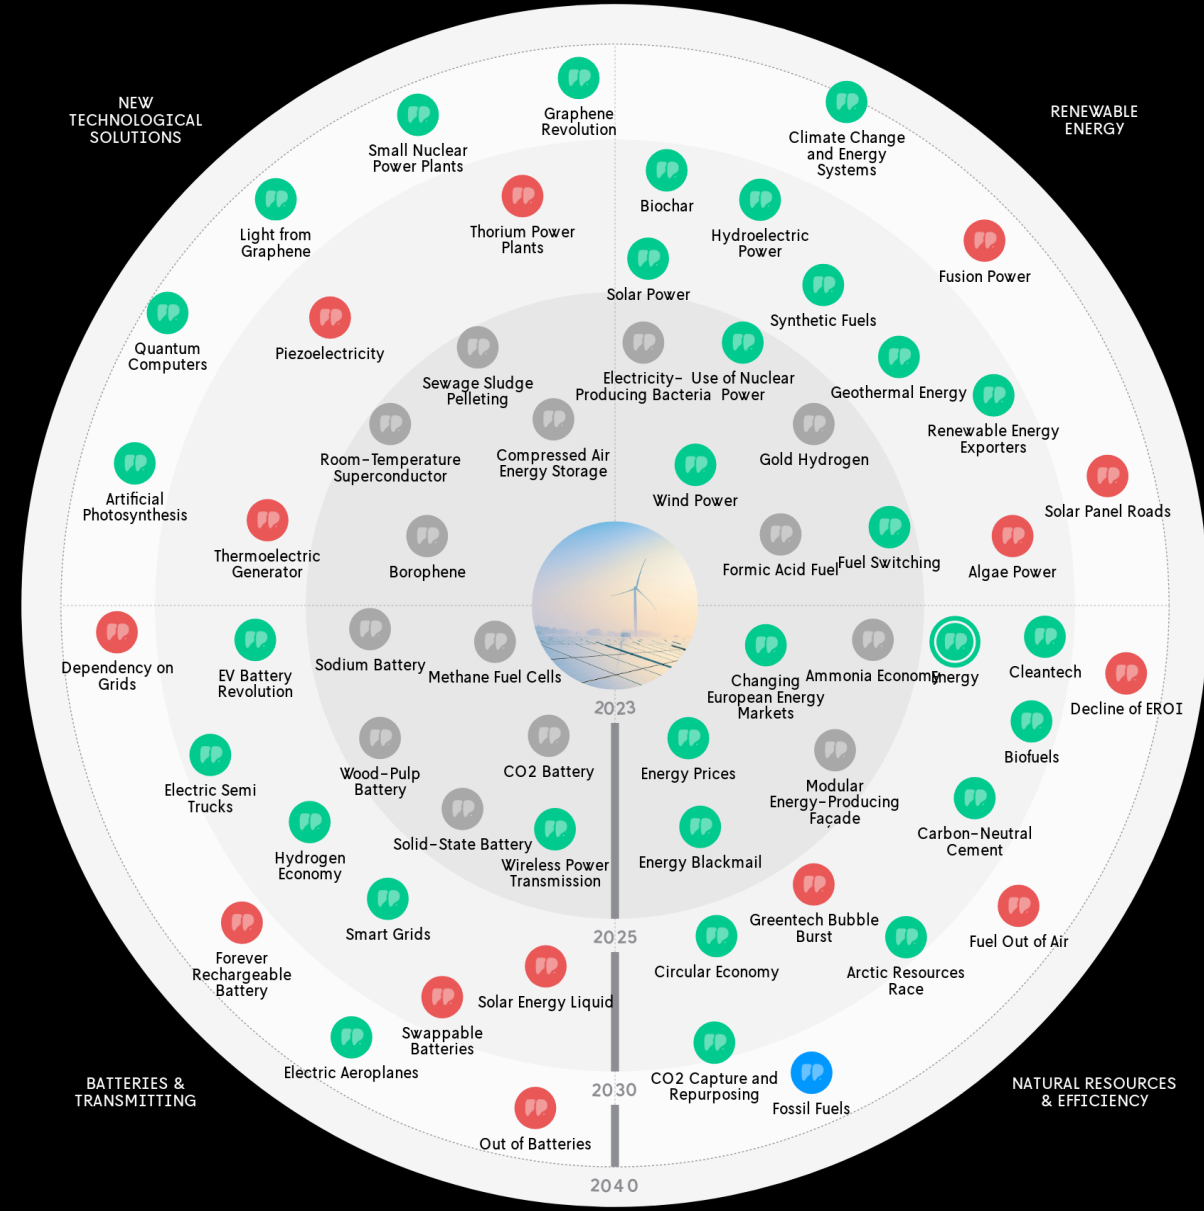 NEW
TECHNOLOGICAL
SOLUTIONS
RENEWABLE
ENERGY
Graphene
Revolution
Small Nuclear
Power Plants
Light from
Graphene
Thorium Power
Plants
Quantum
Computers
Piezoelectricity
Sewage Sludge
Pelleting
Room-Temperature
Superconductor
Compressed Air
Energy Storage
Artificial
Photosynthesis
Thermoelectric
Generator
Borophene
Climate Change
and Energy
Systems
Biochar
Hydroelectric
Power
Fusion Power
Solar Power
Synthetic Fuels
Electricity-
Producing Bacteria
Use of Nuclear
Power
Geothermal Energy
Renewable Energy
Exporters
Gold Hydrogen
Wind Power
Solar Panel Roads
Formic Acid Fuel
Fuel Switching
Algae Power
Dependency on
Grids
EV Battery
Revolution
Sodium Battery
Methane Fuel Cells
Electric Semi
Trucks
Wood-Pulp
Battery
CO2 Battery
Hydrogen
Economy
Solid-State Battery
Wireless Power
Transmission
Smart Grids
Forever
Rechargeable
Battery
Solar Energy Liquid
Swappable
Batteries
Electric Aeroplanes
Out of Batteries
Changing
European Energy
Markets
Ammonia Economy
Energy
Cleantech
Decline of EROI
Biofuels
Energy Prices
Modular
Energy-Producing
Façade
Carbon-Neutral
Cement
Energy Blackmail
Greentech Bubble
Burst
Fuel Out of Air
Circular Economy
Arctic Resources
Race
CO2 Capture and
Repurposing
Fossil Fuels
2023
2025
2030
2040
BATTERIES &
TRANSMITTING
NATURAL RESOURCES
& EFFICIENCY